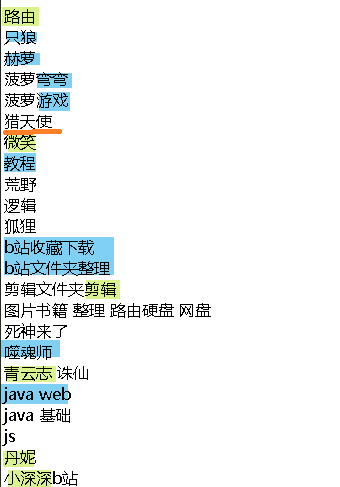 路由
只狼
赫萝
菠萝弯弯
菠萝游戏
猎天使
微笑
教程
荒野
逻辑
狐狸
b站收藏下载
b站文件夹整理
剪辑文件夹剪辑
图片书籍 整理 路由硬盘 网盘
死神来了
噬魂师
青云志 诛仙
java web
java 基础
js
丹妮
小深深b站